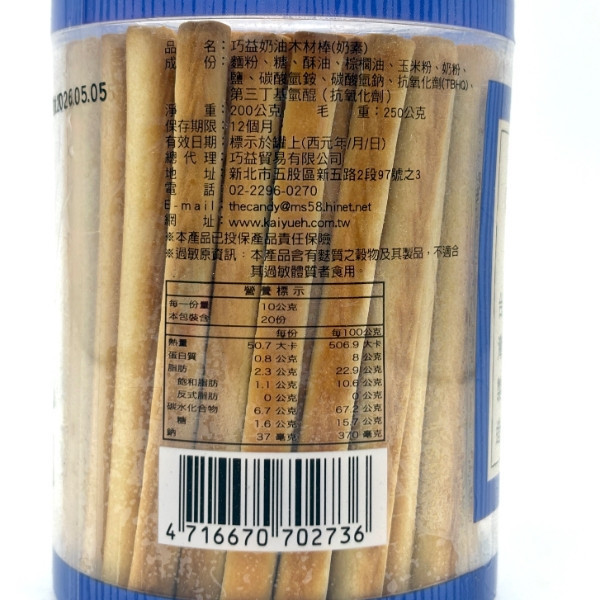 品　　名：巧益奶油木材棒(奶素)
成　　份：麵粉、糖、酥油、棕櫚油、玉米粉、奶粉、
鹽、碳酸氫銨、碳酸氫鈉、抗氧化劑(TBHQ)、
第三丁基氫醌（抗氧化劑）
淨　　重：200公克　毛　　重：250公克
保存期限：12個月
有效日期：標示於罐上(西元年/月/日)
總 代 理：巧益貿易有限公司
地　　址：新北市五股區新五路2段97號之3
電　　話：02-2296-0270
E-mail：thecandy@ms58.hinet.net
網　　址：www.kaiyueh.com.tw
※本產品已投保產品責任保險
※過敏原資訊：本產品含有麩質之穀物及其製品，不適合
其過敏體質者食用。
營養標示
每一份量 10公克
本包裝含 20份
每份 每100公克
熱量 50.7 大卡 506.9 大卡
蛋白質 0.8 公克 8 公克
脂肪 2.3 公克 22.9 公克
飽和脂肪 1.1 公克 10.6 公克
反式脂肪 0 公克 0 公克
碳水化合物 6.7 公克 67.2 公克
糖 1.6 公克 15.7 公克
鈉 37 毫克 370 毫克
4 716670 702736